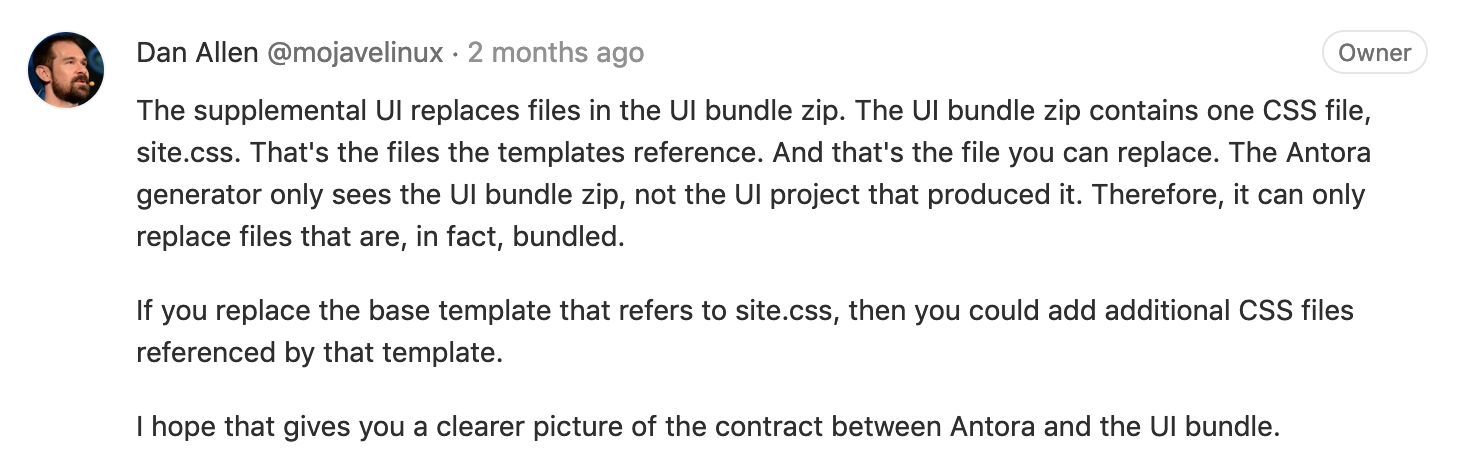 Dan Allen @mojavelinux · 2 months ago
Owner
The supplemental UI replaces files in the UI bundle zip. The UI bundle zip contains one CSS file,
site.css. That's the files the templates reference. And that's the file you can replace. The Antora
generator only sees the UI bundle zip, not the UI project that produced it. Therefore, it can only
replace files that are, in fact, bundled.
If you replace the base template that refers to site.css, then you could add additional CSS files
referenced by that template.
I hope that gives you a clearer picture of the contract between Antora and the UI bundle.